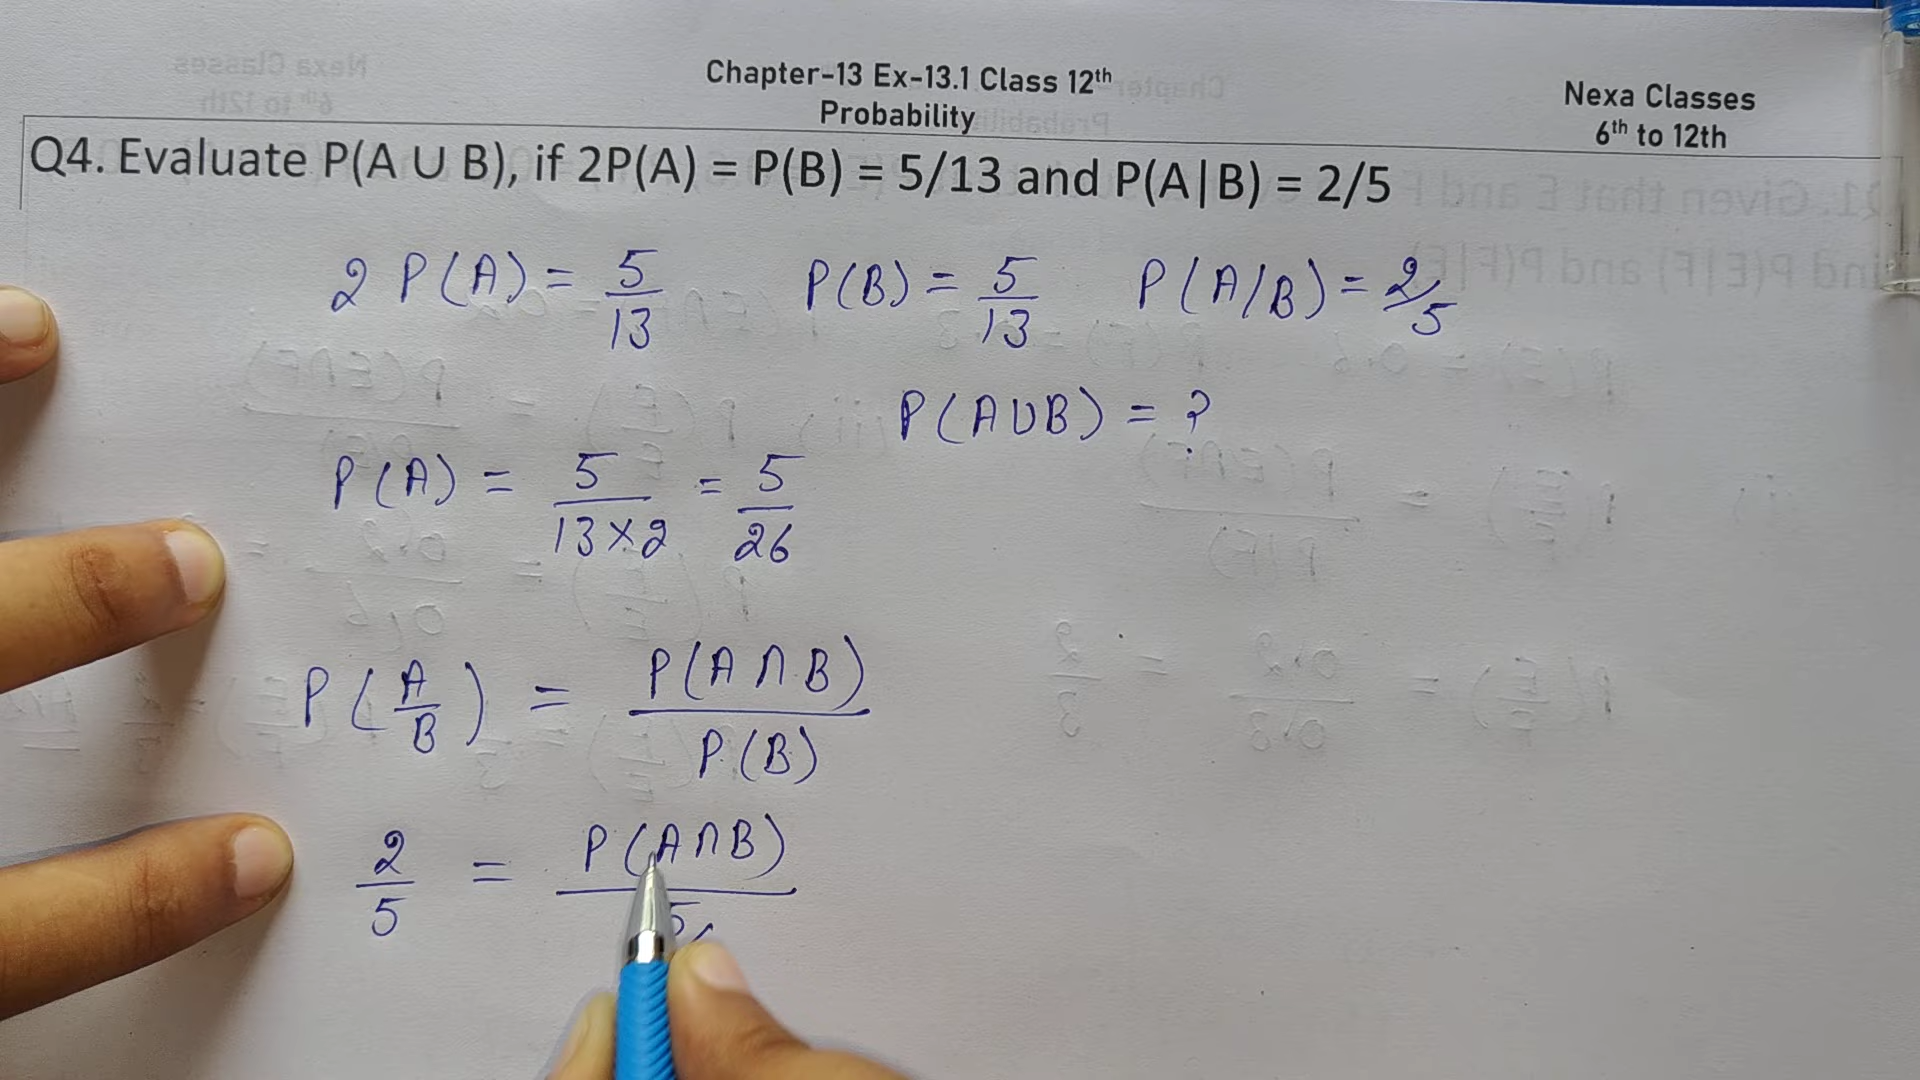 Chapter-13 Ex-13.1 Class 12th
Probability
Nexa Classes
6th to 12th
Q4. Evaluate P(A ∪ B), if 2P(A) = P(B) = 5/13 and P(A|B) = 2/5
2 P(A) = 5/13 P(B) = 5/13 P(A/B) = 2/5
P(A∪B) = ?
P(A) = 5/(13×2) = 5/26
P(A/B) = P(A∩B)/P(B)
2/5 = P(A∩B)/5/